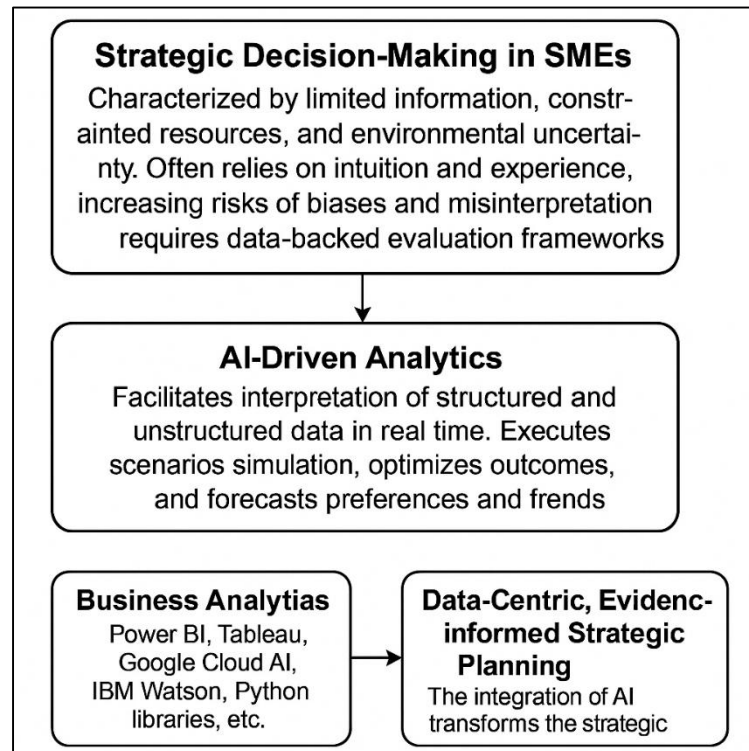 Strategic Decision-Making in SMEs
Characterized by limited information, constr-
ainted resources, and environmental uncertai-
nty. Often relies on intuition and experience,
increasing risks of biases and misinterpretation
requires data-backed evaluation frameworks
AI-Driven Analytics
Facilitates interpretation of structured and
unstructured data in real time. Executes
scenarios simulation, optimizes outcomes,
and forecasts preferences and frends
Business Analytias
Power BI, Tableau,
Google Cloud AI,
IBM Watson, Python
libraries, etc.
Data-Centric, Evidenc-
informed Strategic
Planning
The integration of AI
transforms the strategic